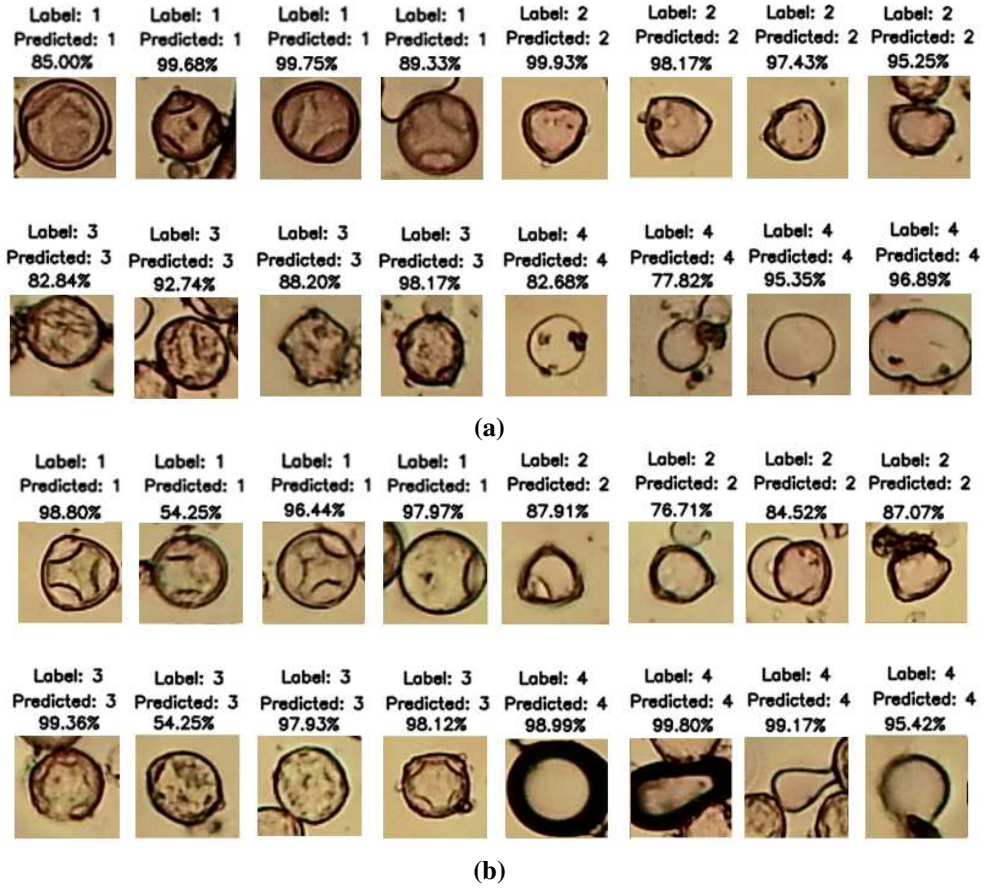 Label: 1 Label: 1 Label: 1 Label: 1 Label: 2 Label: 2 Label: 2 Label: 2
Predicted: 1 Predicted: 1 Predicted: 1 Predicted: 1 Predicted: 2 Predicted: 2 Predicted: 2 Predicted: 2
85.00% 99.68% 99.75% 89.33% 99.93% 98.17% 97.43% 95.25%
Label: 3 Label: 3 Label: 3 Label: 3 Label: 4 Label: 4 Label: 4 Label: 4
Predicted: 3 Predicted: 3 Predicted: 3 Predicted: 3 Predicted: 4 Predicted: 4 Predicted: 4 Predicted: 4
82.84% 92.74% 88.20% 98.17% 82.68% 77.82% 95.35% 96.89%
(a)
Label: 1 Label: 1 Label: 1 Label: 1 Label: 2 Label: 2 Label: 2 Label: 2
Predicted: 1 Predicted: 1 Predicted: 1 Predicted: 1 Predicted: 2 Predicted: 2 Predicted: 2 Predicted: 2
98.80% 54.25% 96.44% 97.97% 87.91% 76.71% 84.52% 87.07%
Label: 3 Label: 3 Label: 3 Label: 3 Label: 4 Label: 4 Label: 4 Label: 4
Predicted: 3 Predicted: 3 Predicted: 3 Predicted: 3 Predicted: 4 Predicted: 4 Predicted: 4 Predicted: 4
99.36% 54.25% 97.93% 98.12% 98.99% 99.80% 99.17% 95.42%
(b)